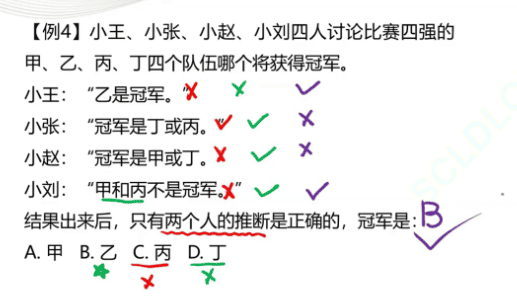 【例4】小王、小张、小赵、小刘四人讨论比赛四强的
甲、乙、丙、丁四个队伍哪个将获得冠军。
小王：“乙是冠军。”
小张：“冠军是丁或丙。”
小赵：“冠军是甲或丁。”
小刘：“甲和丙不是冠军。”
结果出来后，只有两个人的推断是正确的，冠军是：B
A. 甲 B. 乙 C. 丙 D. 丁
SCLDLC